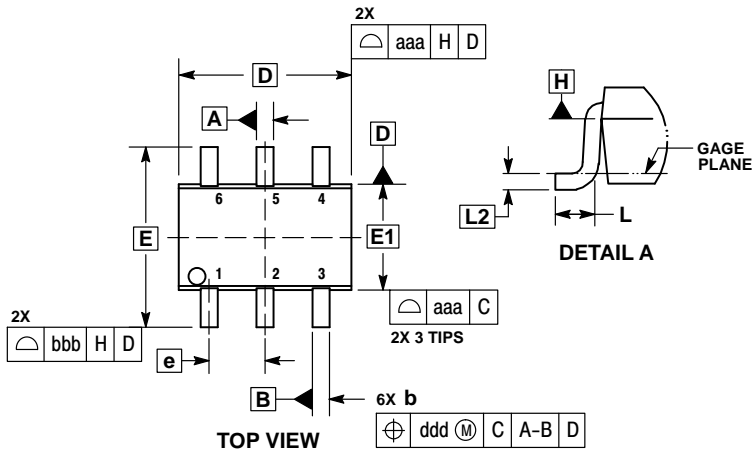 2X
⌓ aaa H D
D
A
D
H
GAGE
PLANE
L2
L
DETAIL A
6 5 4
E
E1
1 2 3
⌓ aaa C
2X 3 TIPS
2X
⌓ bbb H D
e
B
6X b
⌖ ddd Ⓜ C A-B D
TOP VIEW